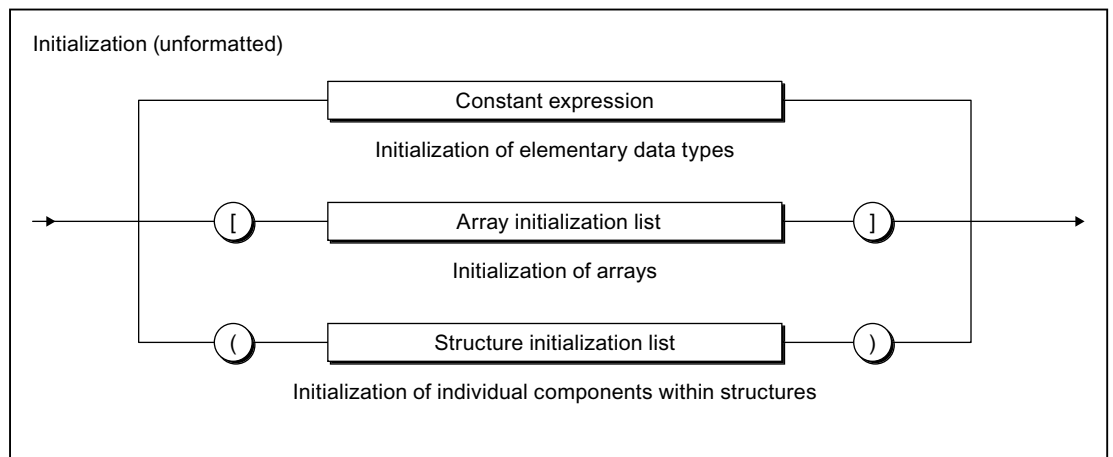 Initialization (unformatted)
Constant expression
Initialization of elementary data types
[ Array initialization list ]
Initialization of arrays
( Structure initialization list )
Initialization of individual components within structures